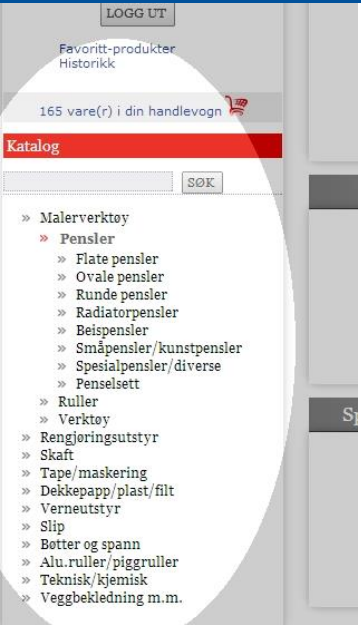 LOGG UT
Favoritt-produkter
Historikk
165 vare(r) i din handlevogn
Katalog
SØK
» Malerverktøy
» Pensler
» Flate pensler
» Ovale pensler
» Runde pensler
» Radiatorpensler
» Beispensler
» Småpensler/kunstpensler
» Spesialpensler/diverse
» Penselsett
» Ruller
» Verktøy
» Rengjøringsutstyr
» Skaft
» Tape/maskering
» Dekkepapp/plast/filt
» Verneutstyr
» Slip
» Bøtter og spann
» Alu.ruller/piggruller
» Teknisk/kjemisk
» Veggbekledning m.m.